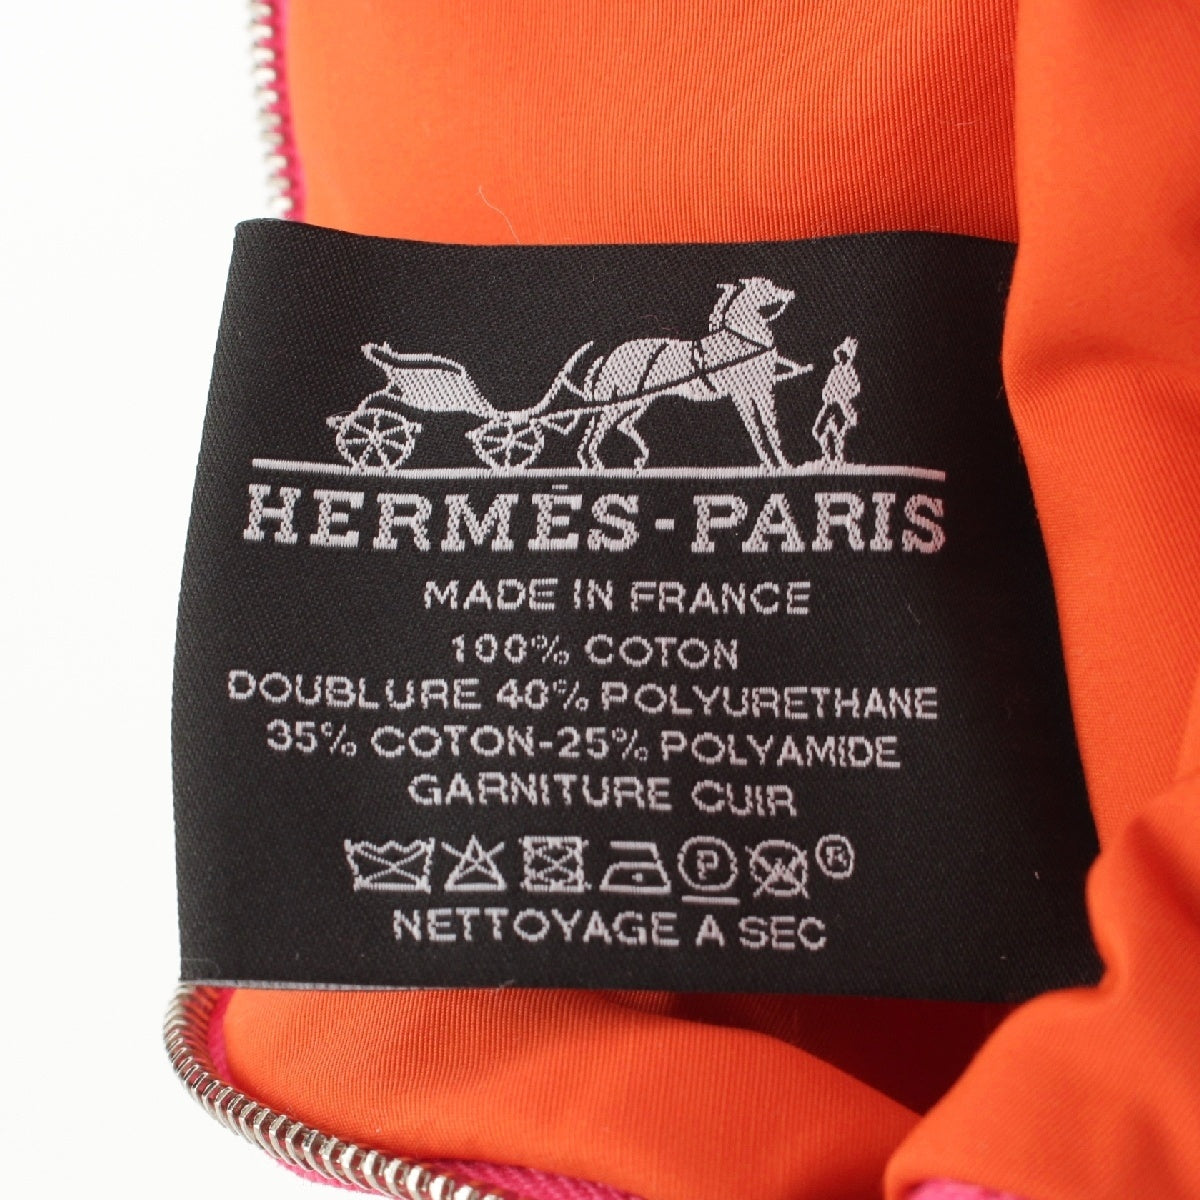 HERMÈS-PARIS
MADE IN FRANCE
100% COTON
DOUBLURE 40% POLYURETHANE
35% COTON-25% POLYAMIDE
GARNITURE CUIR
P ®
NETTOYAGE A SEC